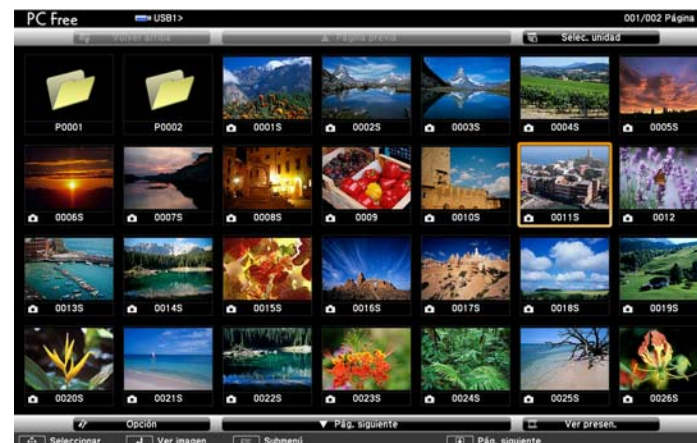 PC Free USB1> 001/002 Página
Volver arriba ▲ Página previa Selec. unidad
P0001 P0002 0001S 0002S 0003S 0004S 0005S
0006S 0007S 0008S 0009 0010S 0011S 0012
0013S 0014S 0015S 0016S 0017S 0018S 0019S
0020S 0021S 0022S 0023S 0024S 0025S 0026S
Opción ▼ Pág. siguiente Ver presen.
Seleccionar Ver imagen ESC Submenú Pág. siguiente